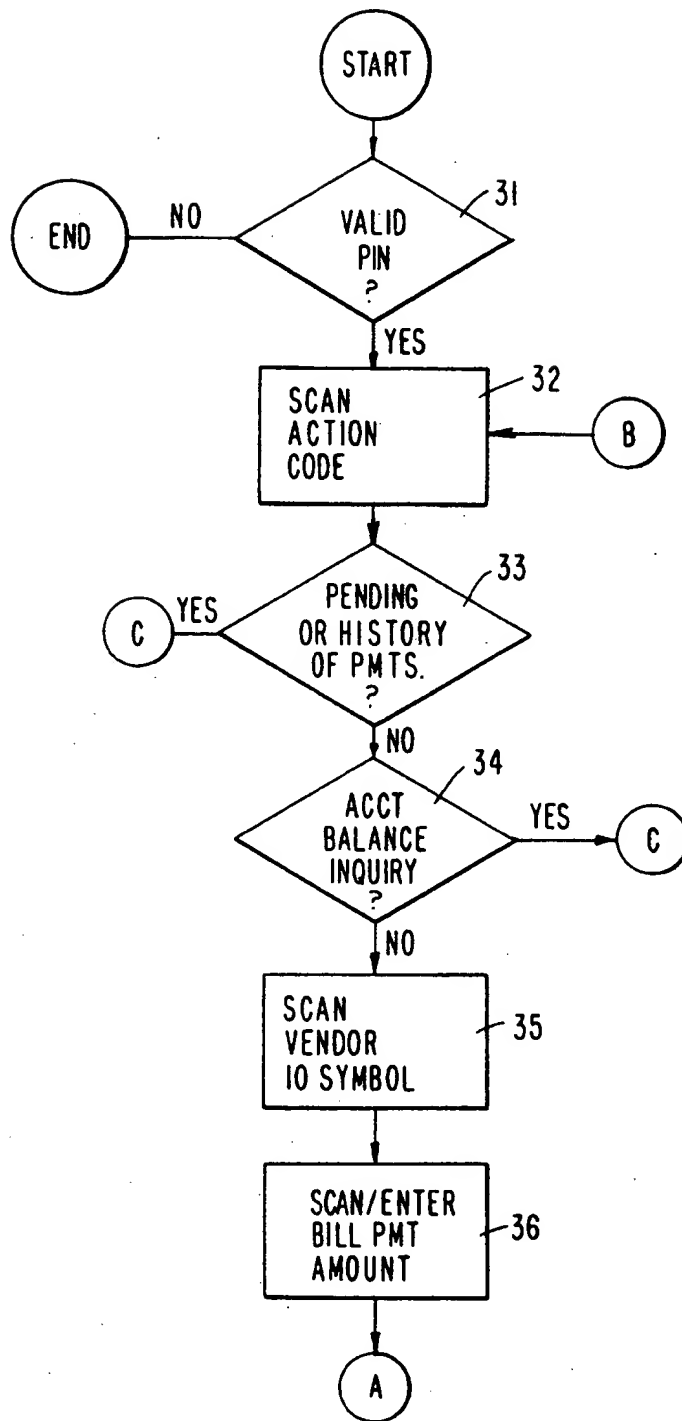 START
31
VALID
PIN
?
NO
END
YES
32
SCAN
ACTION
CODE
B
33
PENDING
OR HISTORY
OF PMTS.
?
YES
C
NO
34
ACCT
BALANCE
INQUIRY
?
YES
C
NO
SCAN
VENDOR
IO SYMBOL
35
SCAN/ENTER
BILL PMT
AMOUNT
36
A